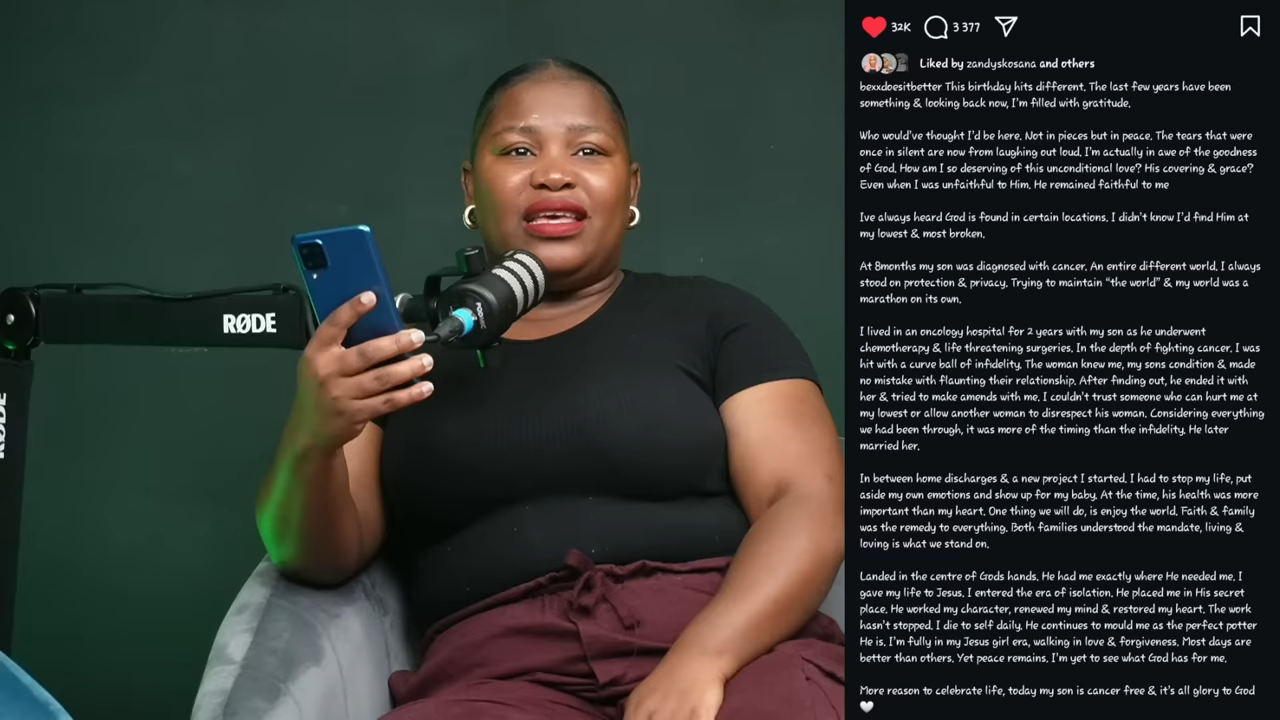 RØDE
RØDE
32K
3 377
Liked by zandyskosana and others
bexxdoesitbetter This birthday hits different. The last few years have been
something & looking back now, I'm filled with gratitude.
Who would've thought I'd be here. Not in pieces but in peace. The tears that were
once in silent are now from laughing out loud. I'm actually in awe of the goodness
of God. How am I so deserving of this unconditional love? His covering & grace?
Even when I was unfaithful to Him. He remained faithful to me
Ive always heard God is found in certain locations. I didn't know I'd find Him at
my lowest & most broken.
At 8months my son was diagnosed with cancer. An entire different world. I always
stood on protection & privacy. Trying to maintain "the world" & my world was a
marathon on its own.
I lived in an oncology hospital for 2 years with my son as he underwent
chemotherapy & life threatening surgeries. In the depth of fighting cancer. I was
hit with a curve ball of infidelity. The woman knew me, my sons condition & made
no mistake with flaunting their relationship. After finding out, he ended it with
her & tried to make amends with me. I couldn't trust someone who can hurt me at
my lowest or allow another woman to disrespect his woman. Considering everything
we had been through, it was more of the timing than the infidelity. He later
married her.
In between home discharges & a new project I started. I had to stop my life, put
aside my own emotions and show up for my baby. At the time, his health was more
important than my heart. One thing we will do, is enjoy the world. Faith & family
was the remedy to everything. Both families understood the mandate, living &
loving is what we stand on.
Landed in the centre of Gods hands. He had me exactly where He needed me. I
gave my life to Jesus. I entered the era of isolation. He placed me in His secret
place. He worked my character, renewed my mind & restored my heart. The work
hasn't stopped. I die to self daily. He continues to mould me as the perfect potter
He is. I'm fully in my Jesus girl era, walking in love & forgiveness. Most days are
better than others. Yet peace remains. I'm yet to see what God has for me.
More reason to celebrate life, today my son is cancer free & it's all glory to God
🤍